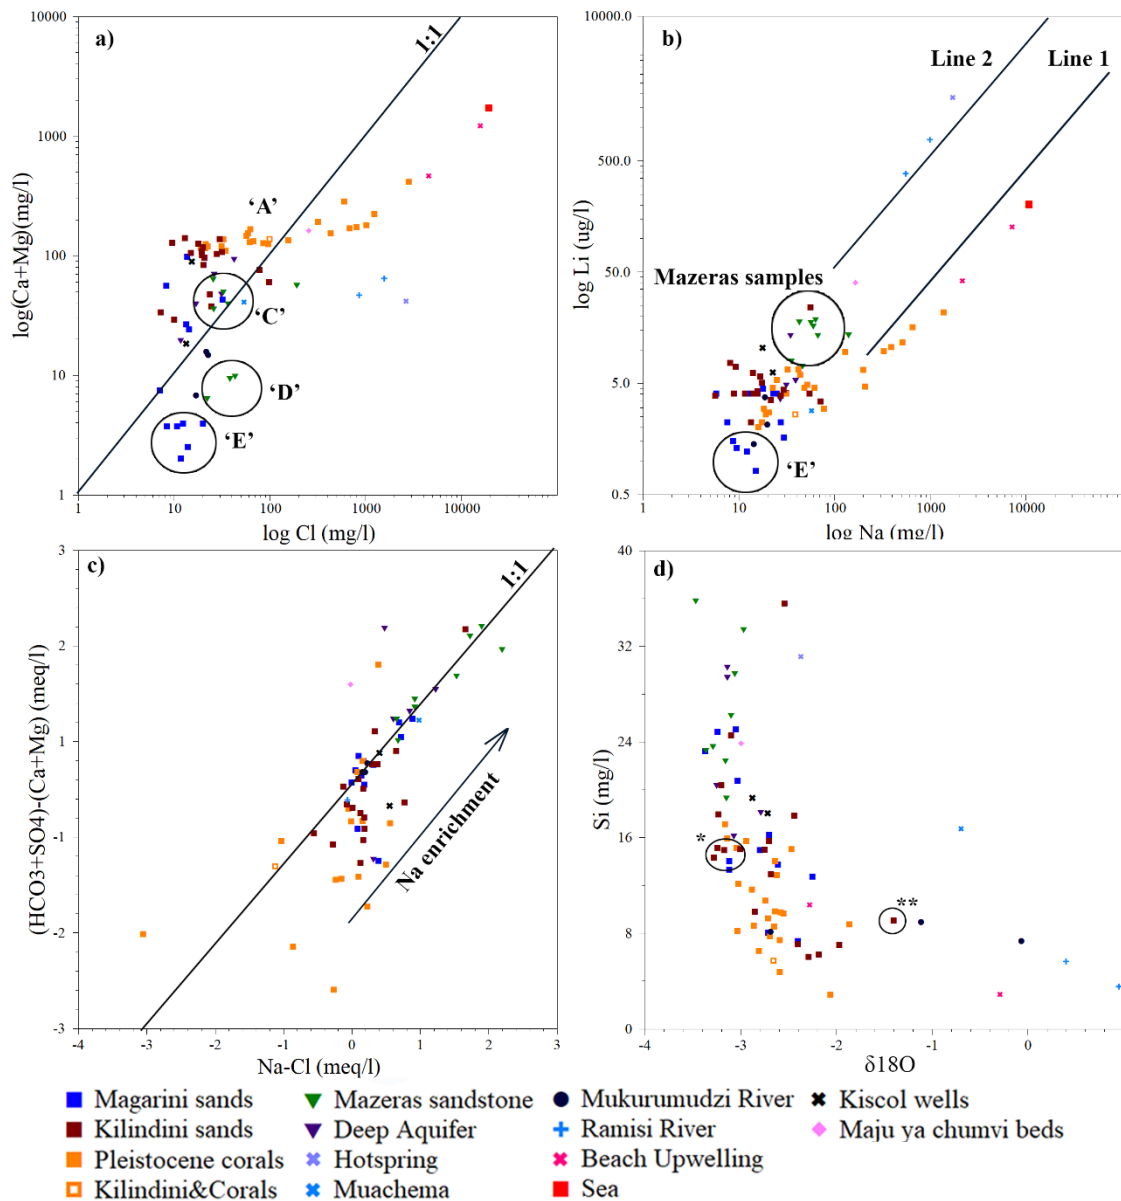 a)
10000
1000
100
10
1
1
10
100
1000
10000
log(Ca+Mg)(mg/l)
log Cl (mg/l)
1:1
‘A’
‘C’
‘D’
‘E’
b)
10000.0
500.0
50.0
5.0
0.5
1
10
100
1000
10000
log Li (ug/l)
log Na (mg/l)
Line 2
Line 1
Mazeras samples
‘E’
c)
3
2
1
-1
-2
-3
-4
-3
-2
-1
0
1
2
3
(HCO3+SO4)-(Ca+Mg) (meq/l)
Na-Cl (meq/l)
1:1
Na enrichment
d)
40
32
24
16
8
0
-4
-3
-2
-1
0
Si (mg/l)
δ18O
*
**
Magarini sands
Mazeras sandstone
Mukurumudzi River
Kiscol wells
Kilindini sands
Deep Aquifer
Ramisi River
Maju ya chumvi beds
Pleistocene corals
Hotspring
Beach Upwelling
Kilindini&Corals
Muachema
Sea